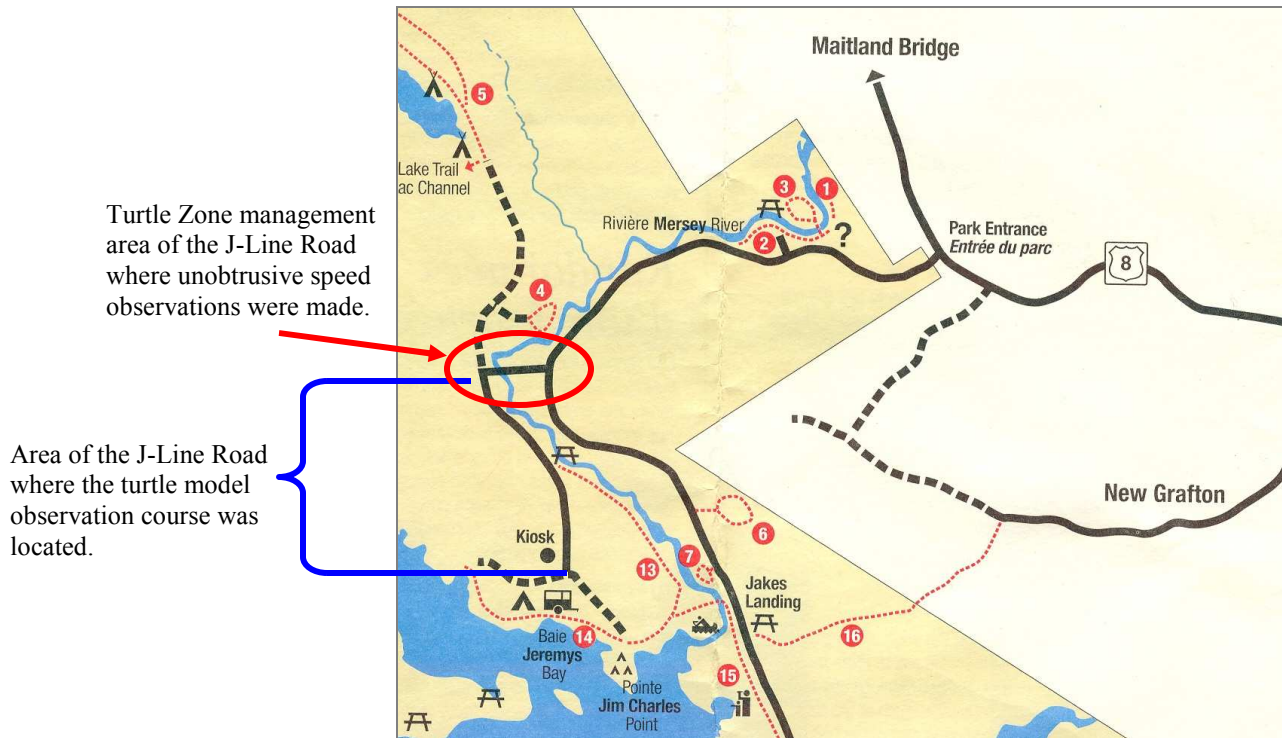 Turtle Zone management
area of the J-Line Road
where unobtrusive speed
observations were made.
Area of the J-Line Road
where the turtle model
observation course was
located.
Maitland Bridge
5
Lake Trail
ac Channel
3
1
Rivière Mersey River
2
?
Park Entrance
Entrée du parc
8
4
New Grafton
6
Kiosk
7
13
Jakes
Landing
16
14
Baie
Jeremys
Bay
15
Pointe
Jim Charles
Point